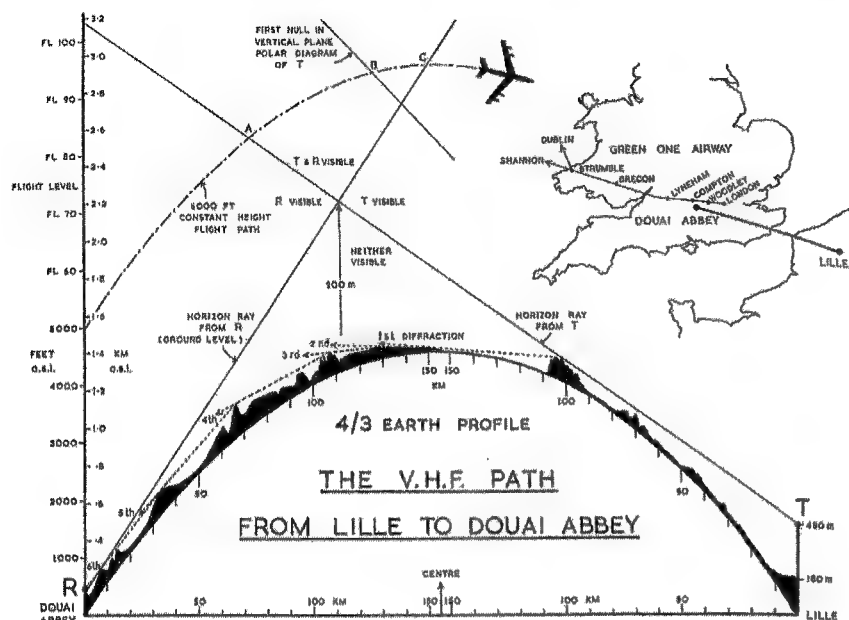 3·2
FL 100
3·0
FL 90
2·8
2·6
FL 80
2·4
FLIGHT LEVEL
2·2
FL 70
2·0
FL 60
1·8
1·6
5000
FEET
a.s.l.
KM
a.s.l.
1·4
4000
1·2
3000
1·0
·8
2000
·6
·4
1000
R
DOUAI
ABBEY
FIRST NULL IN
VERTICAL PLANE
POLAR DIAGRAM
OF T
A
B
C
T & R VISIBLE
R VISIBLE
T VISIBLE
NEITHER
VISIBLE
CONSTANT HEIGHT
FLIGHT PATH
HORIZON RAY
FROM R
(GROUND LEVEL)
HORIZON RAY
FROM T
1st DIFFRACTION
2nd
3rd
4th
5th
6th
50
100
150 150
KM
100
50
4/3 EARTH PROFILE
THE V.H.F. PATH
FROM LILLE TO DOUAI ABBEY
T
160 m
CENTRE
50
100
KM
150 150
KM
100
50
LILLE
GREEN ONE AIRWAY
DUBLIN
SHANNON
STRUMBLE
BRECON
LYNEHAM
COMPTON
WOODLEY
LONDON
DOUAI ABBEY
LILLE